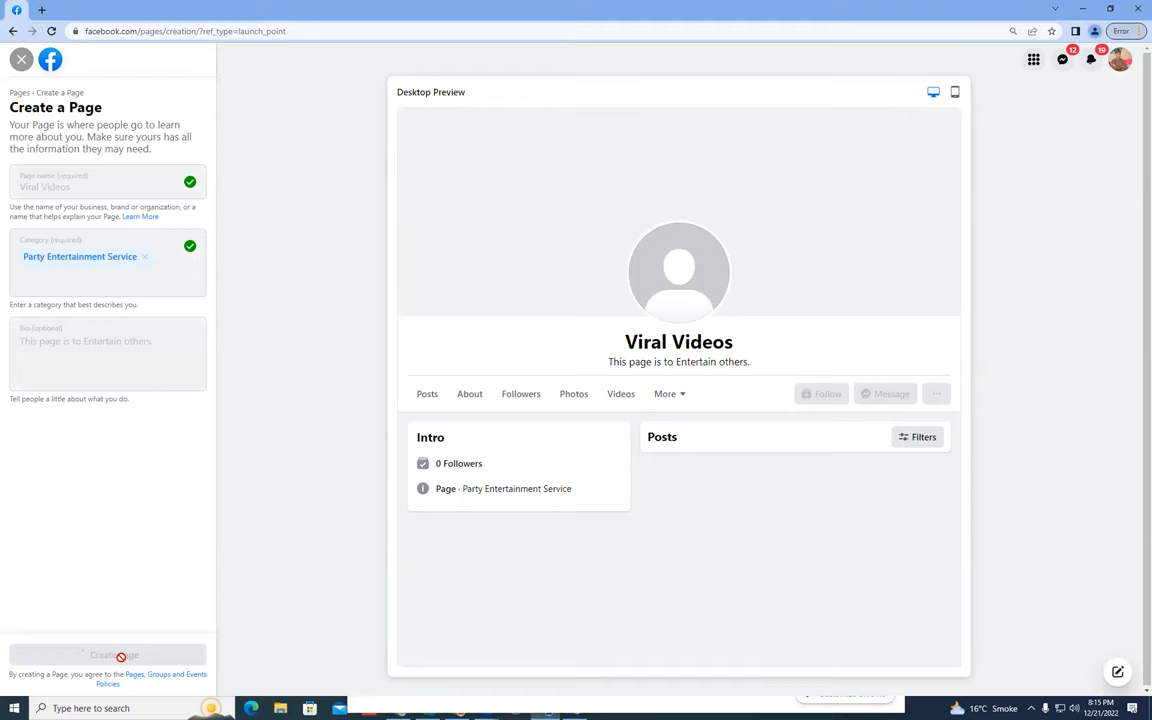 facebook.com/pages/creation/?ref_type=launch_point
Error
12
19
Pages › Create a Page
Create a Page
Your Page is where people go to learn
more about you. Make sure yours has all
the information they may need.
Page name (required)
Viral Videos
Use the name of your business, brand or organization, or a
name that helps explain your Page. Learn More
Category (required)
Party Entertainment Service ×
Enter a category that best describes you.
Bio (optional)
This page is to Entertain others.
Tell people a little about what you do.
Create Page
By creating a Page, you agree to the Pages, Groups and Events
Policies
Desktop Preview
Viral Videos
This page is to Entertain others.
Posts About Followers Photos Videos More
Follow Message ...
Intro
0 Followers
Page · Party Entertainment Service
Posts
Filters
Type here to search
16°C Smoke
8:15 PM
12/21/2022